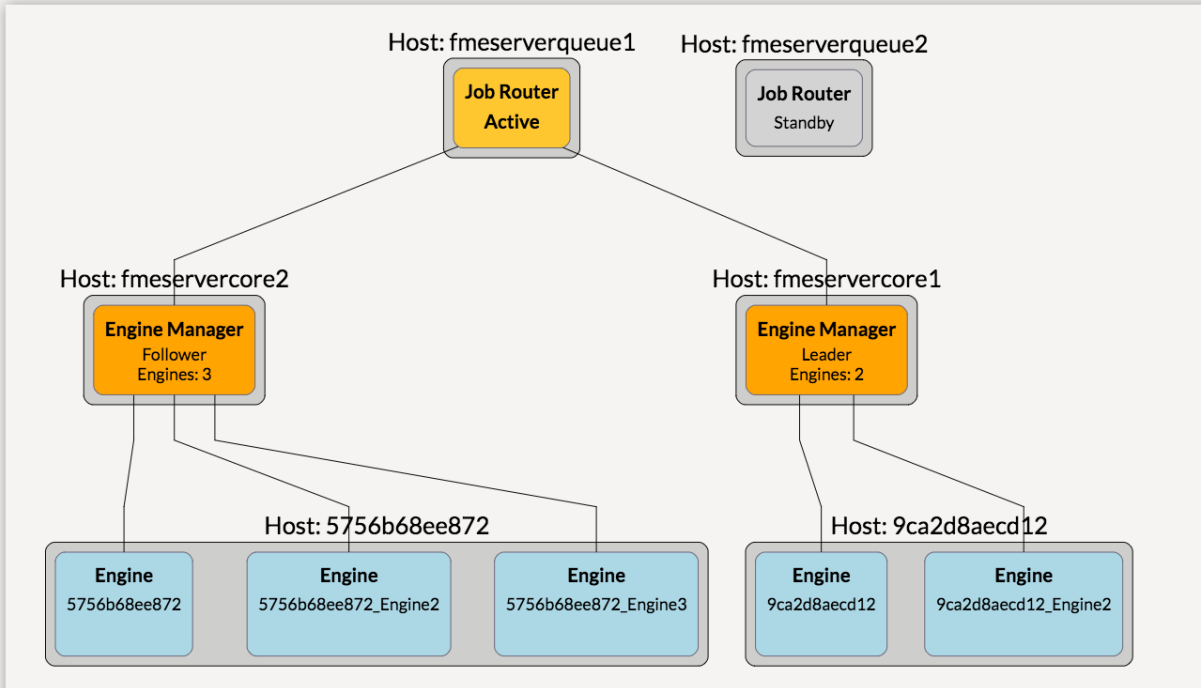 Host: fmeserverqueue1
Host: fmeserverqueue2
Job Router
Active
Job Router
Standby
Host: fmeservercore2
Host: fmeservercore1
Engine Manager
Follower
Engines: 3
Engine Manager
Leader
Engines: 2
Host: 5756b68ee872
Host: 9ca2d8aecd12
Engine
5756b68ee872
Engine
5756b68ee872_Engine2
Engine
5756b68ee872_Engine3
Engine
9ca2d8aecd12
Engine
9ca2d8aecd12_Engine2